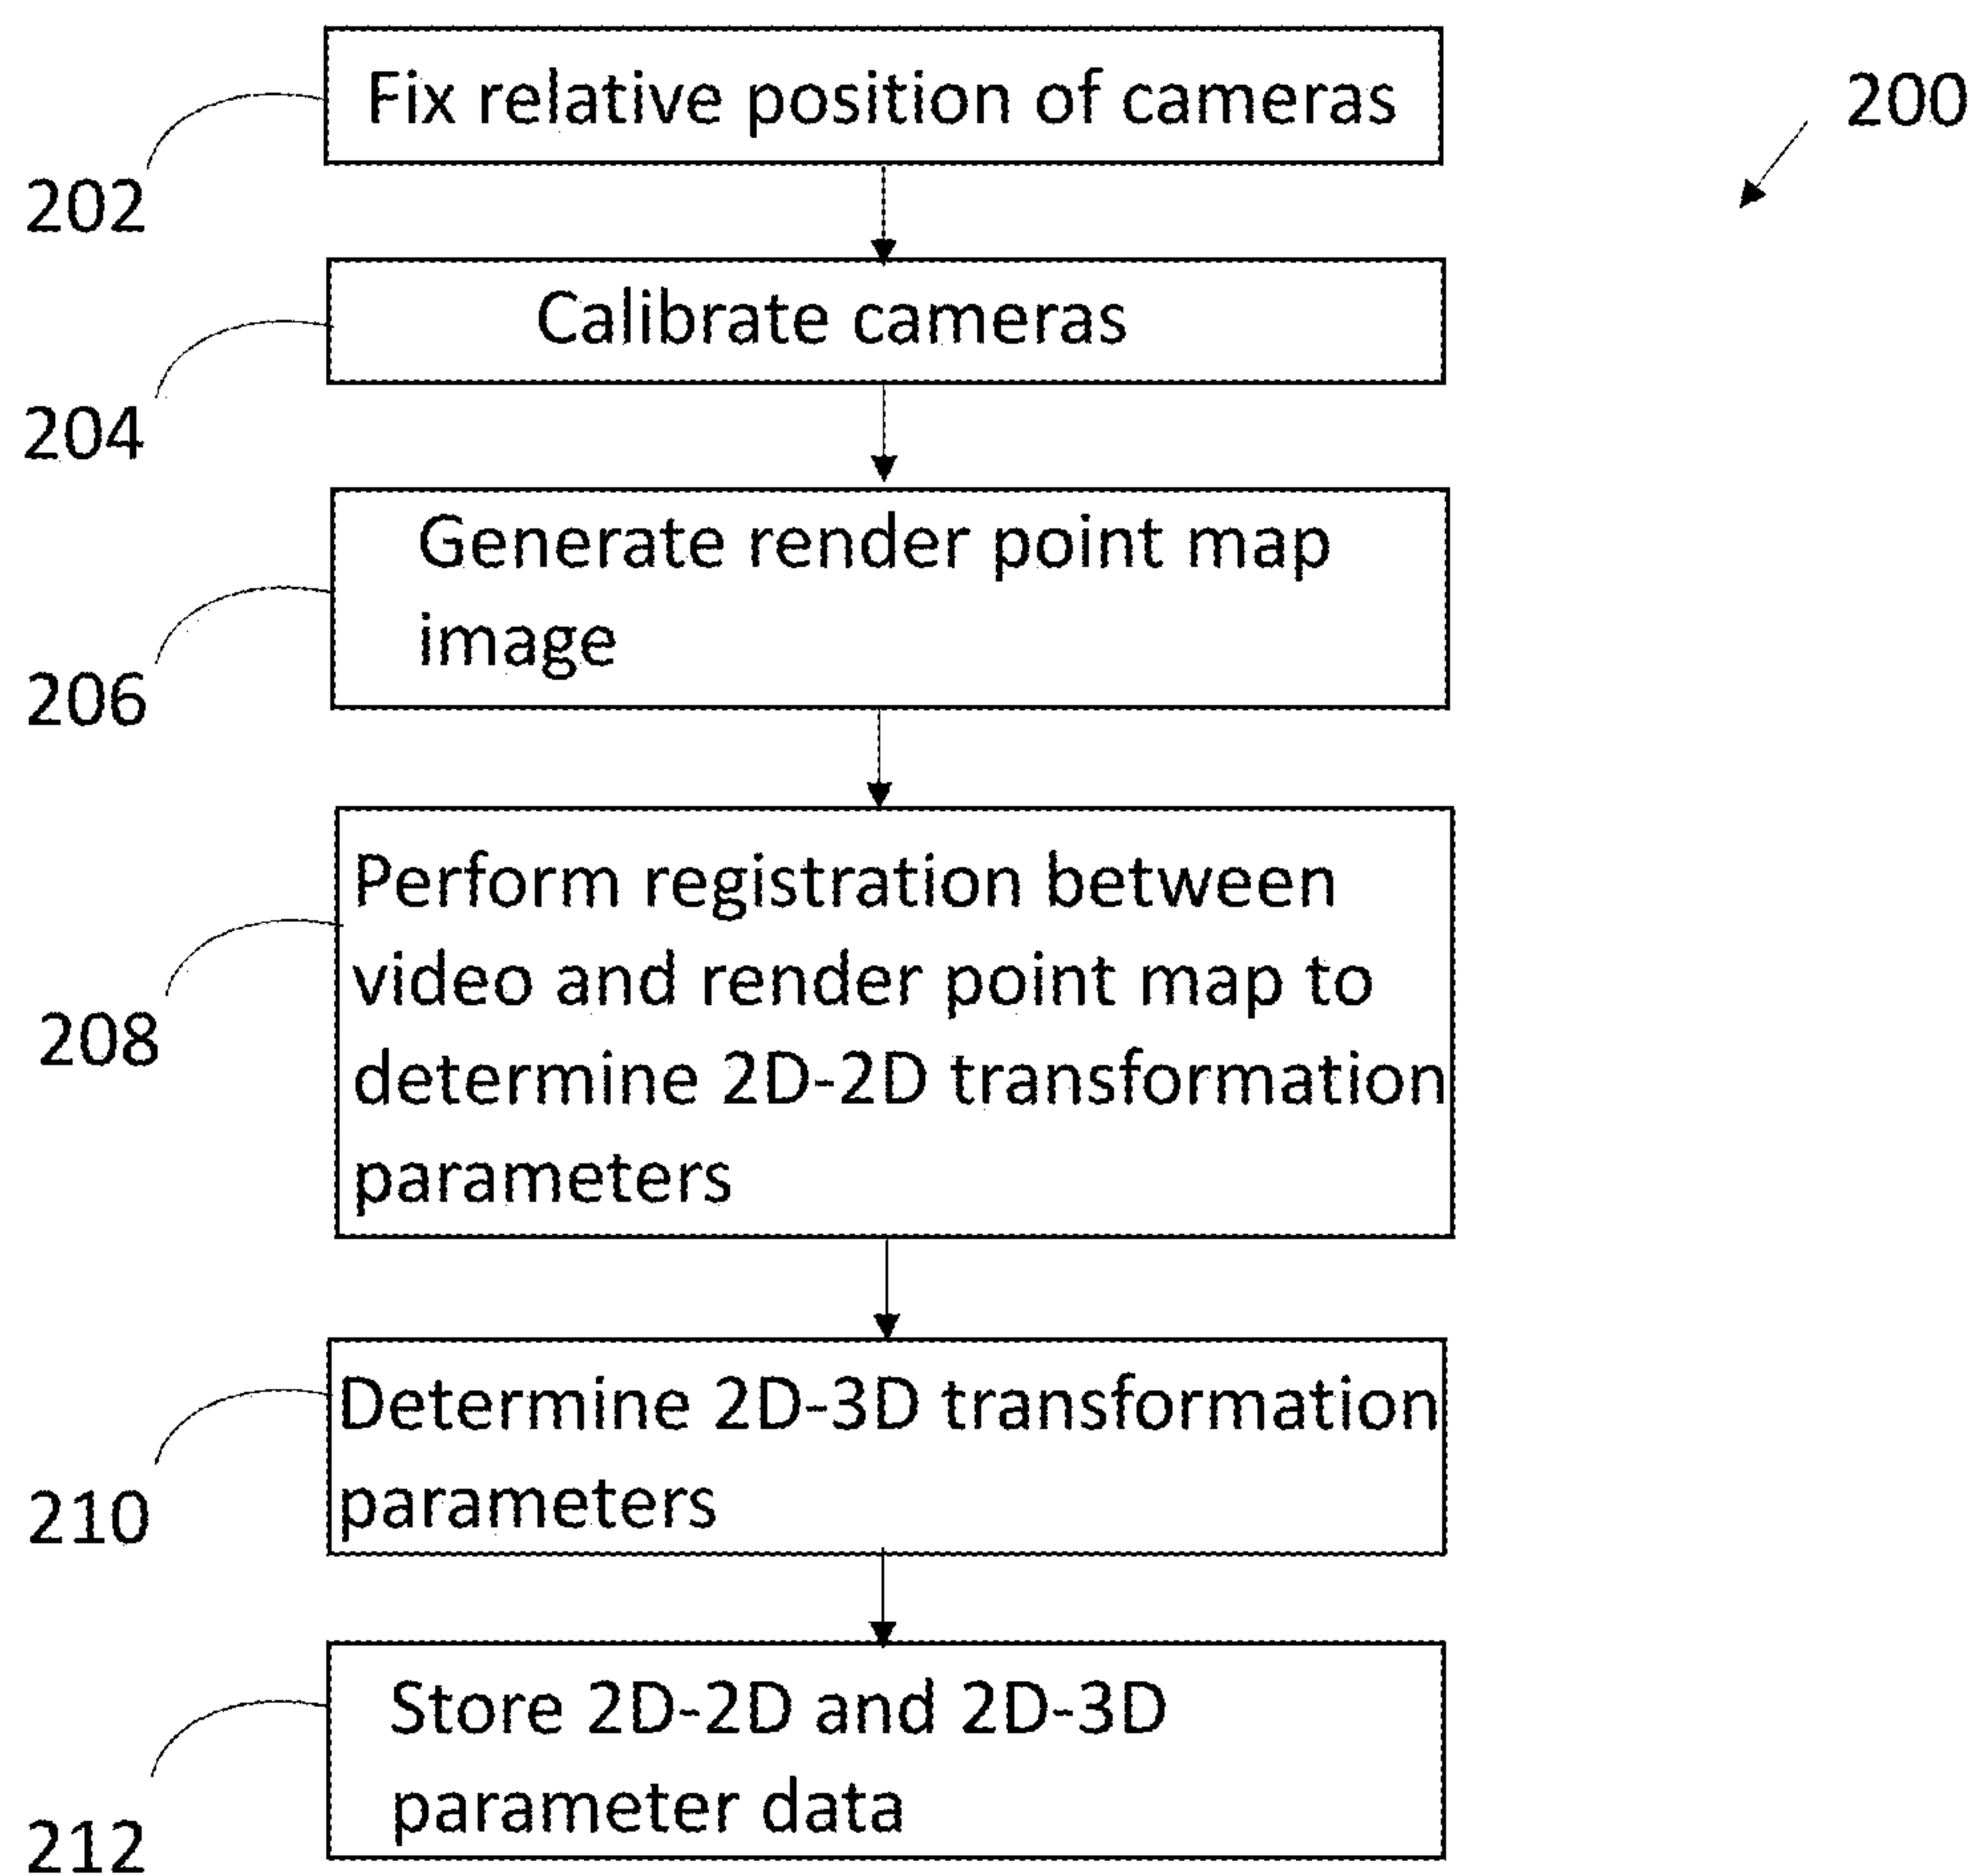 Fix relative position of cameras
200
202
Calibrate cameras
204
Generate render point map
image
206
Perform registration between
video and render point map to
determine 2D-2D transformation
parameters
208
Determine 2D-3D transformation
parameters
210
Store 2D-2D and 2D-3D
parameter data
212